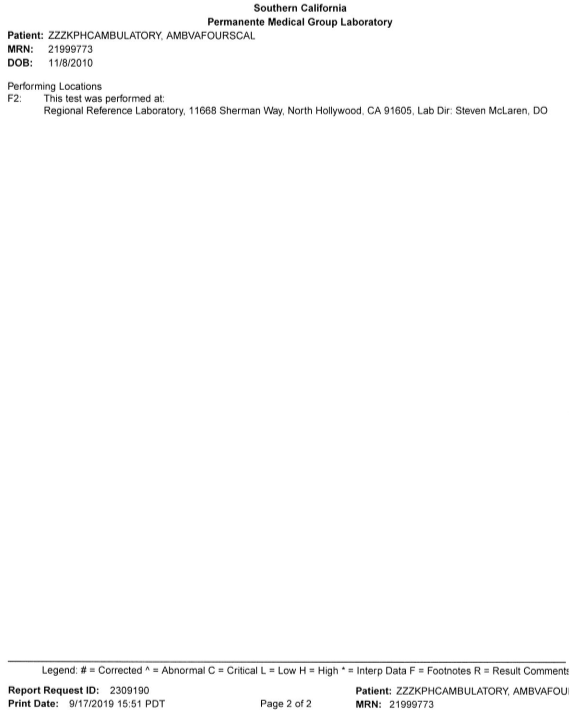 Southern California
Permanente Medical Group Laboratory
Patient: ZZZKPHCAMBULATORY, AMBVAFOURSCAL
MRN: 21999773
DOB: 11/8/2010
Performing Locations
F2: This test was performed at:
Regional Reference Laboratory, 11668 Sherman Way, North Hollywood, CA 91605, Lab Dir: Steven McLaren, DO
Legend: # = Corrected ^ = Abnormal C = Critical L = Low H = High * = Interp Data F = Footnotes R = Result Comments
Report Request ID: 2309190
Patient: ZZZKPHCAMBULATORY, AMBVAFOU
Print Date: 9/17/2019 15:51 PDT
Page 2 of 2
MRN: 21999773